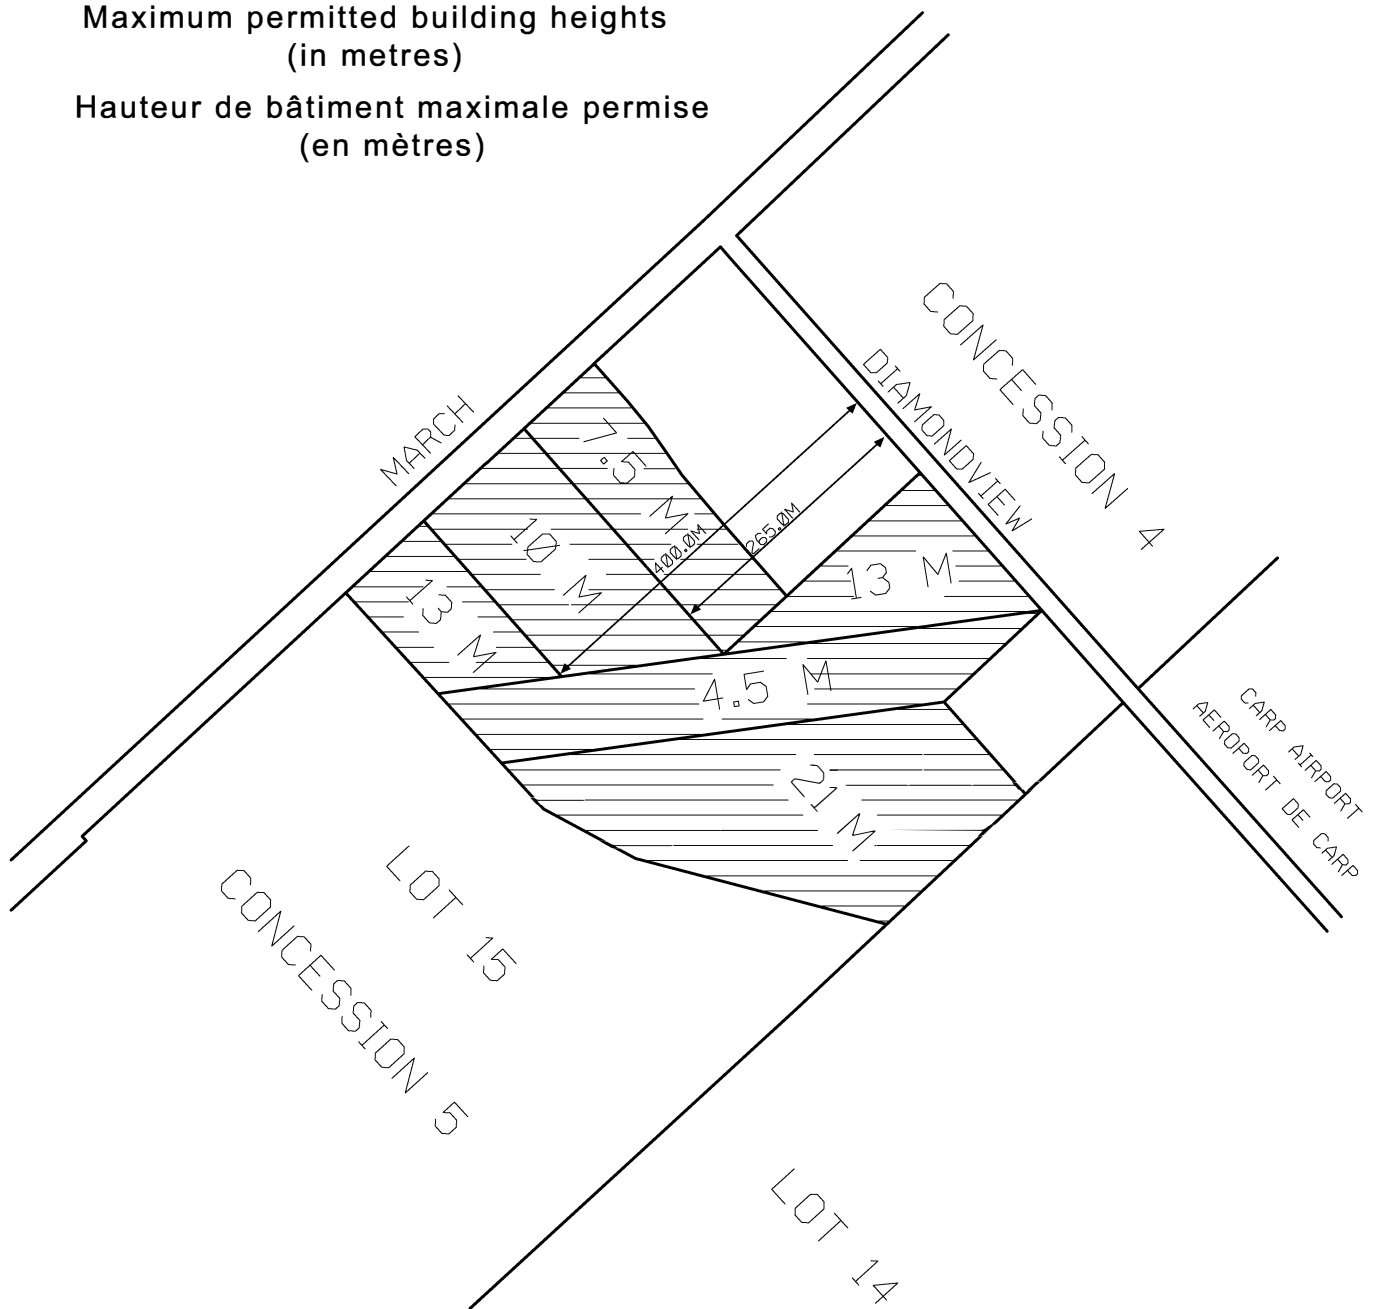 Maximum permitted building heights
(in metres)
Hauteur de bâtiment maximale permise
(en mètres)
CONCESSION 4
DIAMONDVIEW
MARCH
7.5 M
10 M
13 M
400.0M
265.0M
13 M
4.5 M
21 M
CARP AIRPORT
AEROPORT DE CARP
LOT 15
CONCESSION 5
LOT 14